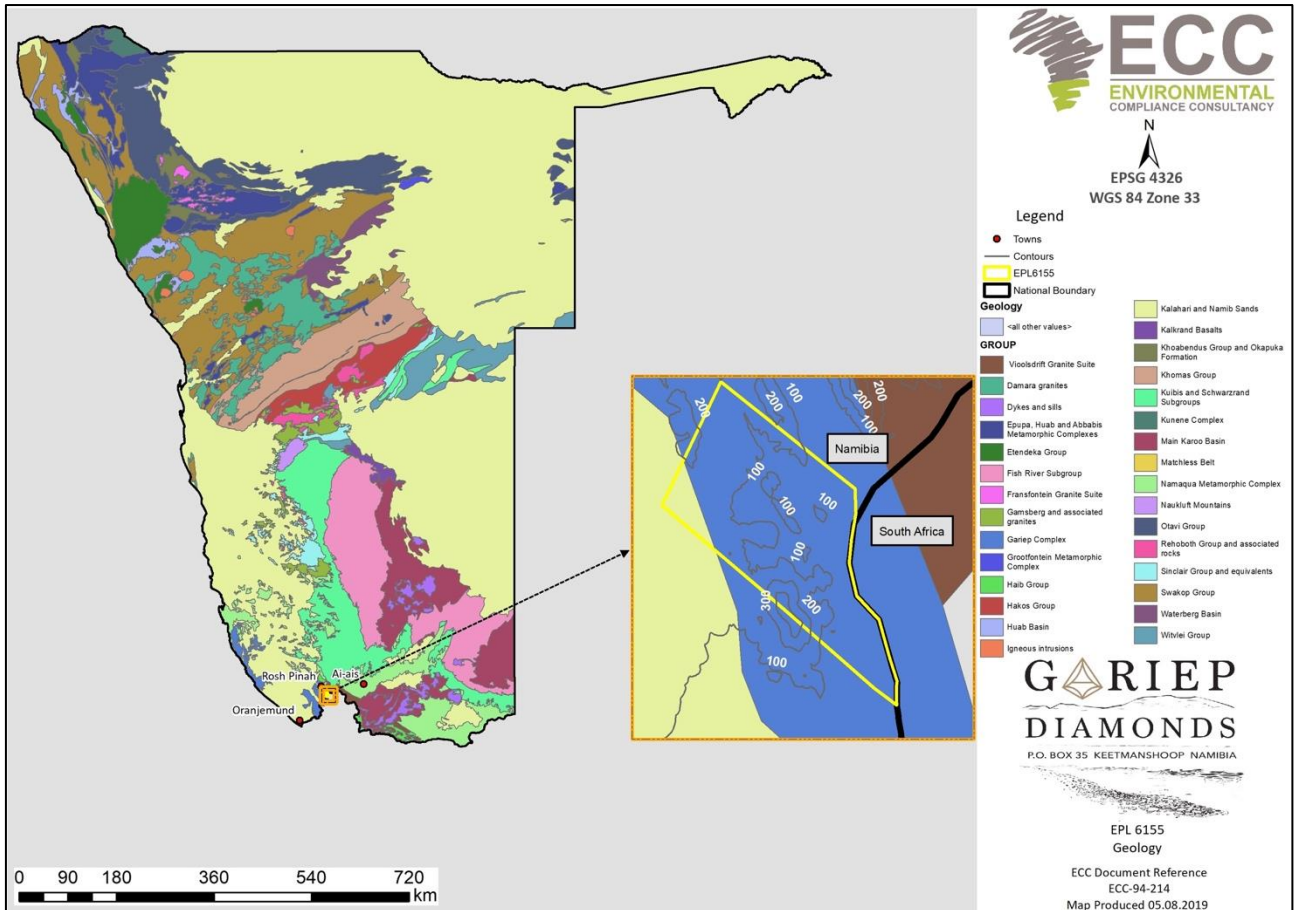 ECC
ENVIRONMENTAL
COMPLIANCE CONSULTANCY
N
EPSG 4326
WGS 84 Zone 33
Legend
Towns
Contours
EPL6155
National Boundary
Geology
<all other values>
GROUP
Vioolsdrift Granite Suite
Damara granites
Dykes and sills
Epupa, Huab and Abbabis
Metamorphic Complexes
Etendeka Group
Fish River Subgroup
Fransfontein Granite Suite
Gamsberg and associated
granites
Gariep Complex
Grootfontein Metamorphic
Complex
Haib Group
Hakos Group
Huab Basin
Igneous intrusions
Kalahari and Namib Sands
Kalkrand Basalts
Khoabendus Group and Okapuka
Formation
Khomas Group
Kuibis and Schwarzrand
Subgroups
Kunene Complex
Main Karoo Basin
Matchless Belt
Namaqua Metamorphic Complex
Naukluft Mountains
Otavi Group
Rehoboth Group and associated
rocks
Sinclair Group and equivalents
Swakop Group
Waterberg Basin
Witvlei Group
Rosh Pinah
Ai-ais
Oranjemund
200
100
200
100
200
100
Namibia
100
100
100
South Africa
100
300
200
100
0 90 180 360 540 720
km
GARIEP
DIAMONDS
P.O. BOX 35 KEETMANSHOOP NAMIBIA
EPL 6155
Geology
ECC Document Reference
ECC-94-214
Map Produced 05.08.2019